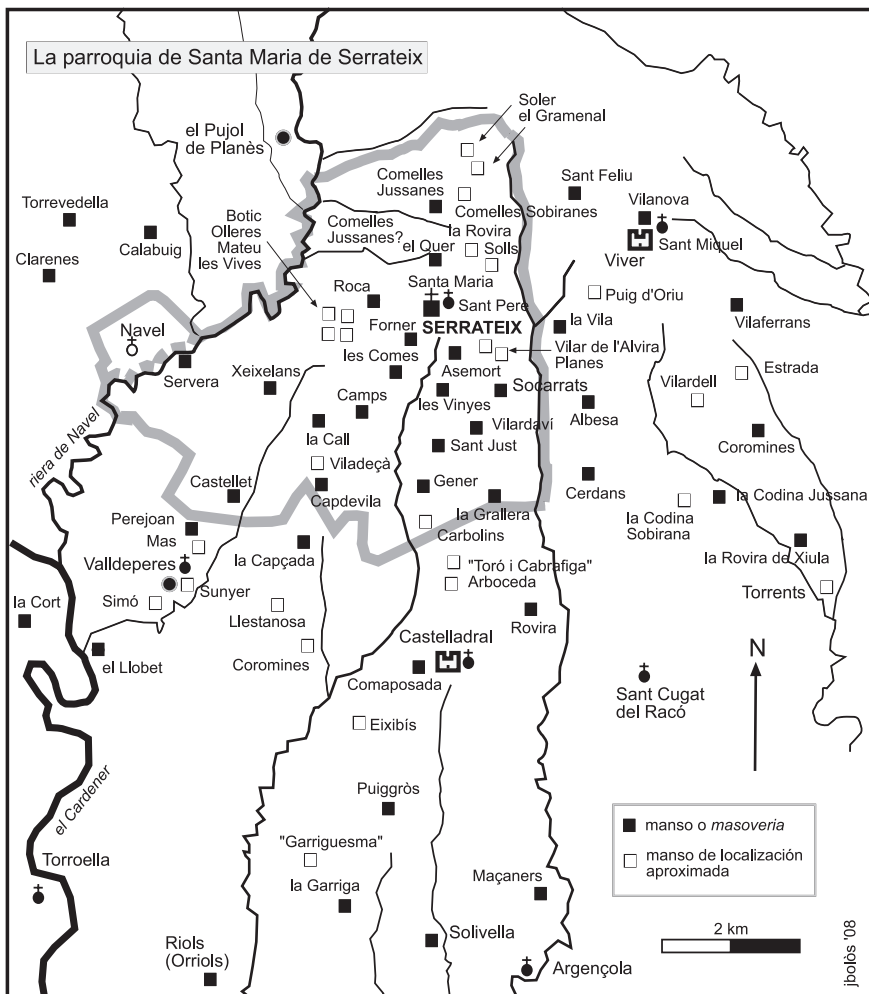 La parroquia de Santa Maria de Serrateix
Soler
el Gramenal
el Pujol
de Planès
Comelles
Jussanes
Sant Feliu
Vilanova
Torrevedella
Botic
Olleres
Mateu
les Vives
Comelles
Jussanes?
Comelles Sobiranes
la Rovira
Solls
Sant Miquel
Calabuig
el Quer
Viver
Clarenes
Roca
Santa Maria
Sant Pere
Puig d'Oriu
SERRATEIX
la Vila
Vilaferrans
Navel
Forner
Vilar de l'Alvira
Planes
Servera
Xeixelans
les Comes
Asemort
Socarrats
Estrada
Vilardell
Camps
les Vinyes
Albesa
riera de Navel
la Call
Vilardaví
Coromines
Viladeçà
Sant Just
Castellet
Capdevila
Gener
la Grallera
Cerdans
la Codina Jussana
la Codina
Sobirana
Perejoan
Mas
Carbolins
la Capçada
la Rovira de Xiula
Valldeperes
"Toró i Cabrafiga"
Arboceda
Sunyer
Torrents
la Cort
Simó
Llestanosa
Rovira
Castelladral
N
el Llobet
Coromines
Comaposada
Sant Cugat
del Racó
Eixibís
el Cardener
Puiggròs
manso o masoveria
manso de localización
aproximada
"Garriguesma"
Torroella
la Garriga
Maçaners
2 km
Riols
(Orriols)
Solivella
Argençola
jbolòs '08